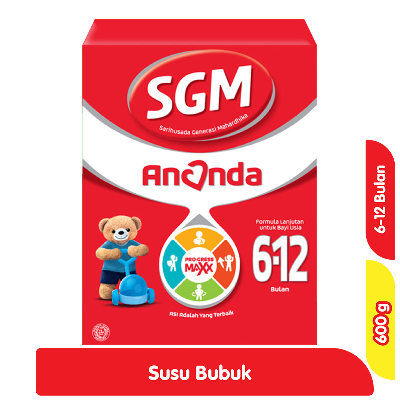 SGM
Sarihusada Generasi Mahardhika
Ananda
Formula Lanjutan
untuk Bayi Usia
6-12
Bulan
PRO-GRESS
MAXX
ASI Adalah Yang Terbaik
6-12 Bulan
600 g
Susu Bubuk